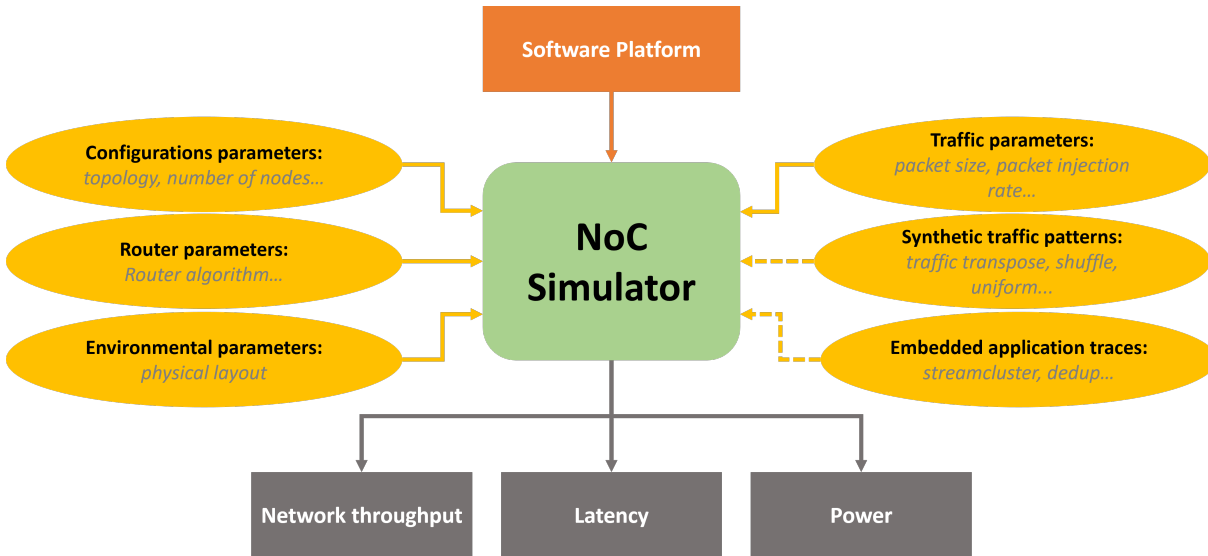 Software Platform
Configurations parameters:
topology, number of nodes...
Router parameters:
Router algorithm...
Environmental parameters:
physical layout
NoC
Simulator
Traffic parameters:
packet size, packet injection
rate...
Synthetic traffic patterns:
traffic transpose, shuffle,
uniform...
Embedded application traces:
streamcluster, dedup...
Network throughput
Latency
Power